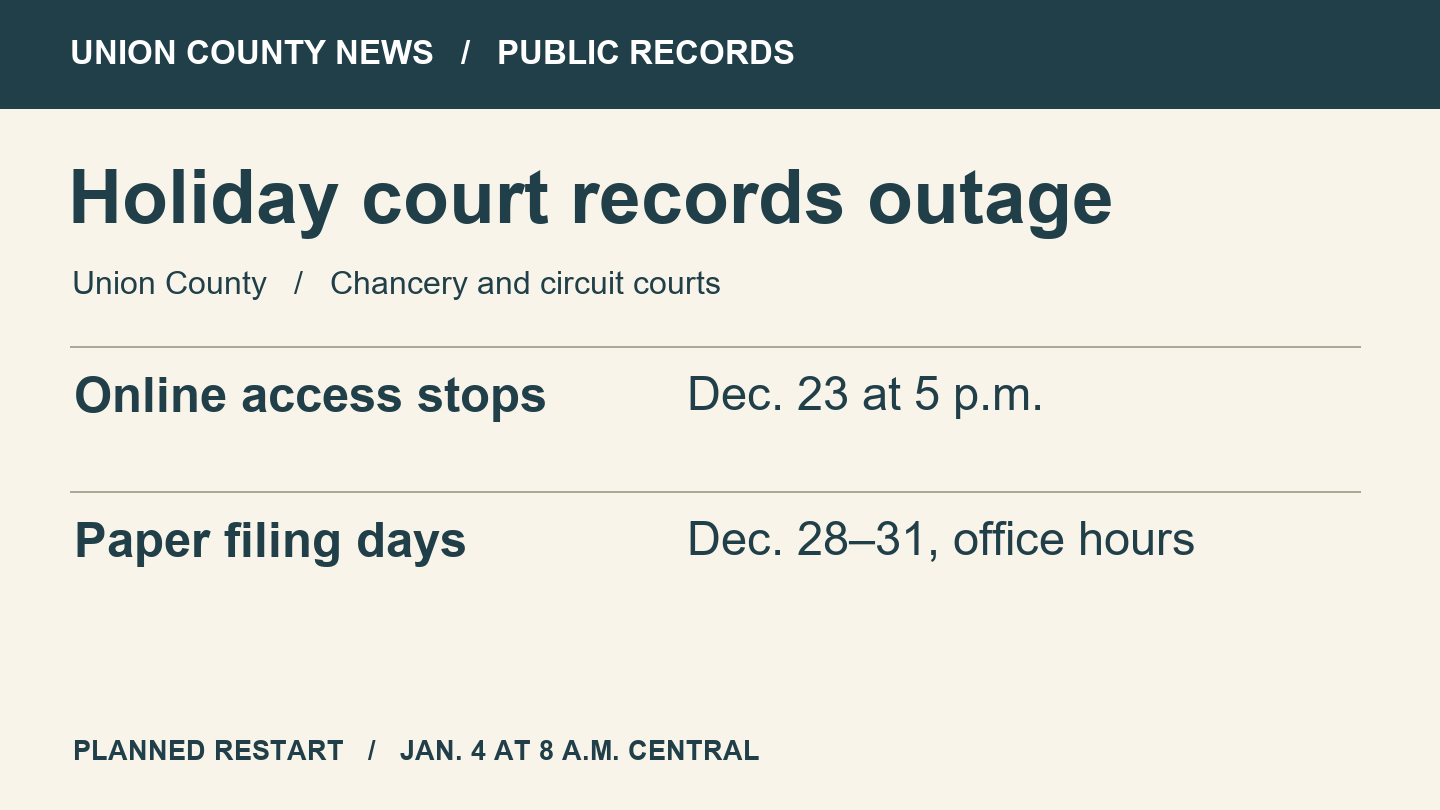 UNION COUNTY NEWS / PUBLIC RECORDS
Holiday court records outage
Union County / Chancery and circuit courts
Online access stops Dec. 23 at 5 p.m.
Paper filing days Dec. 28–31, office hours
PLANNED RESTART / JAN. 4 AT 8 A.M. CENTRAL